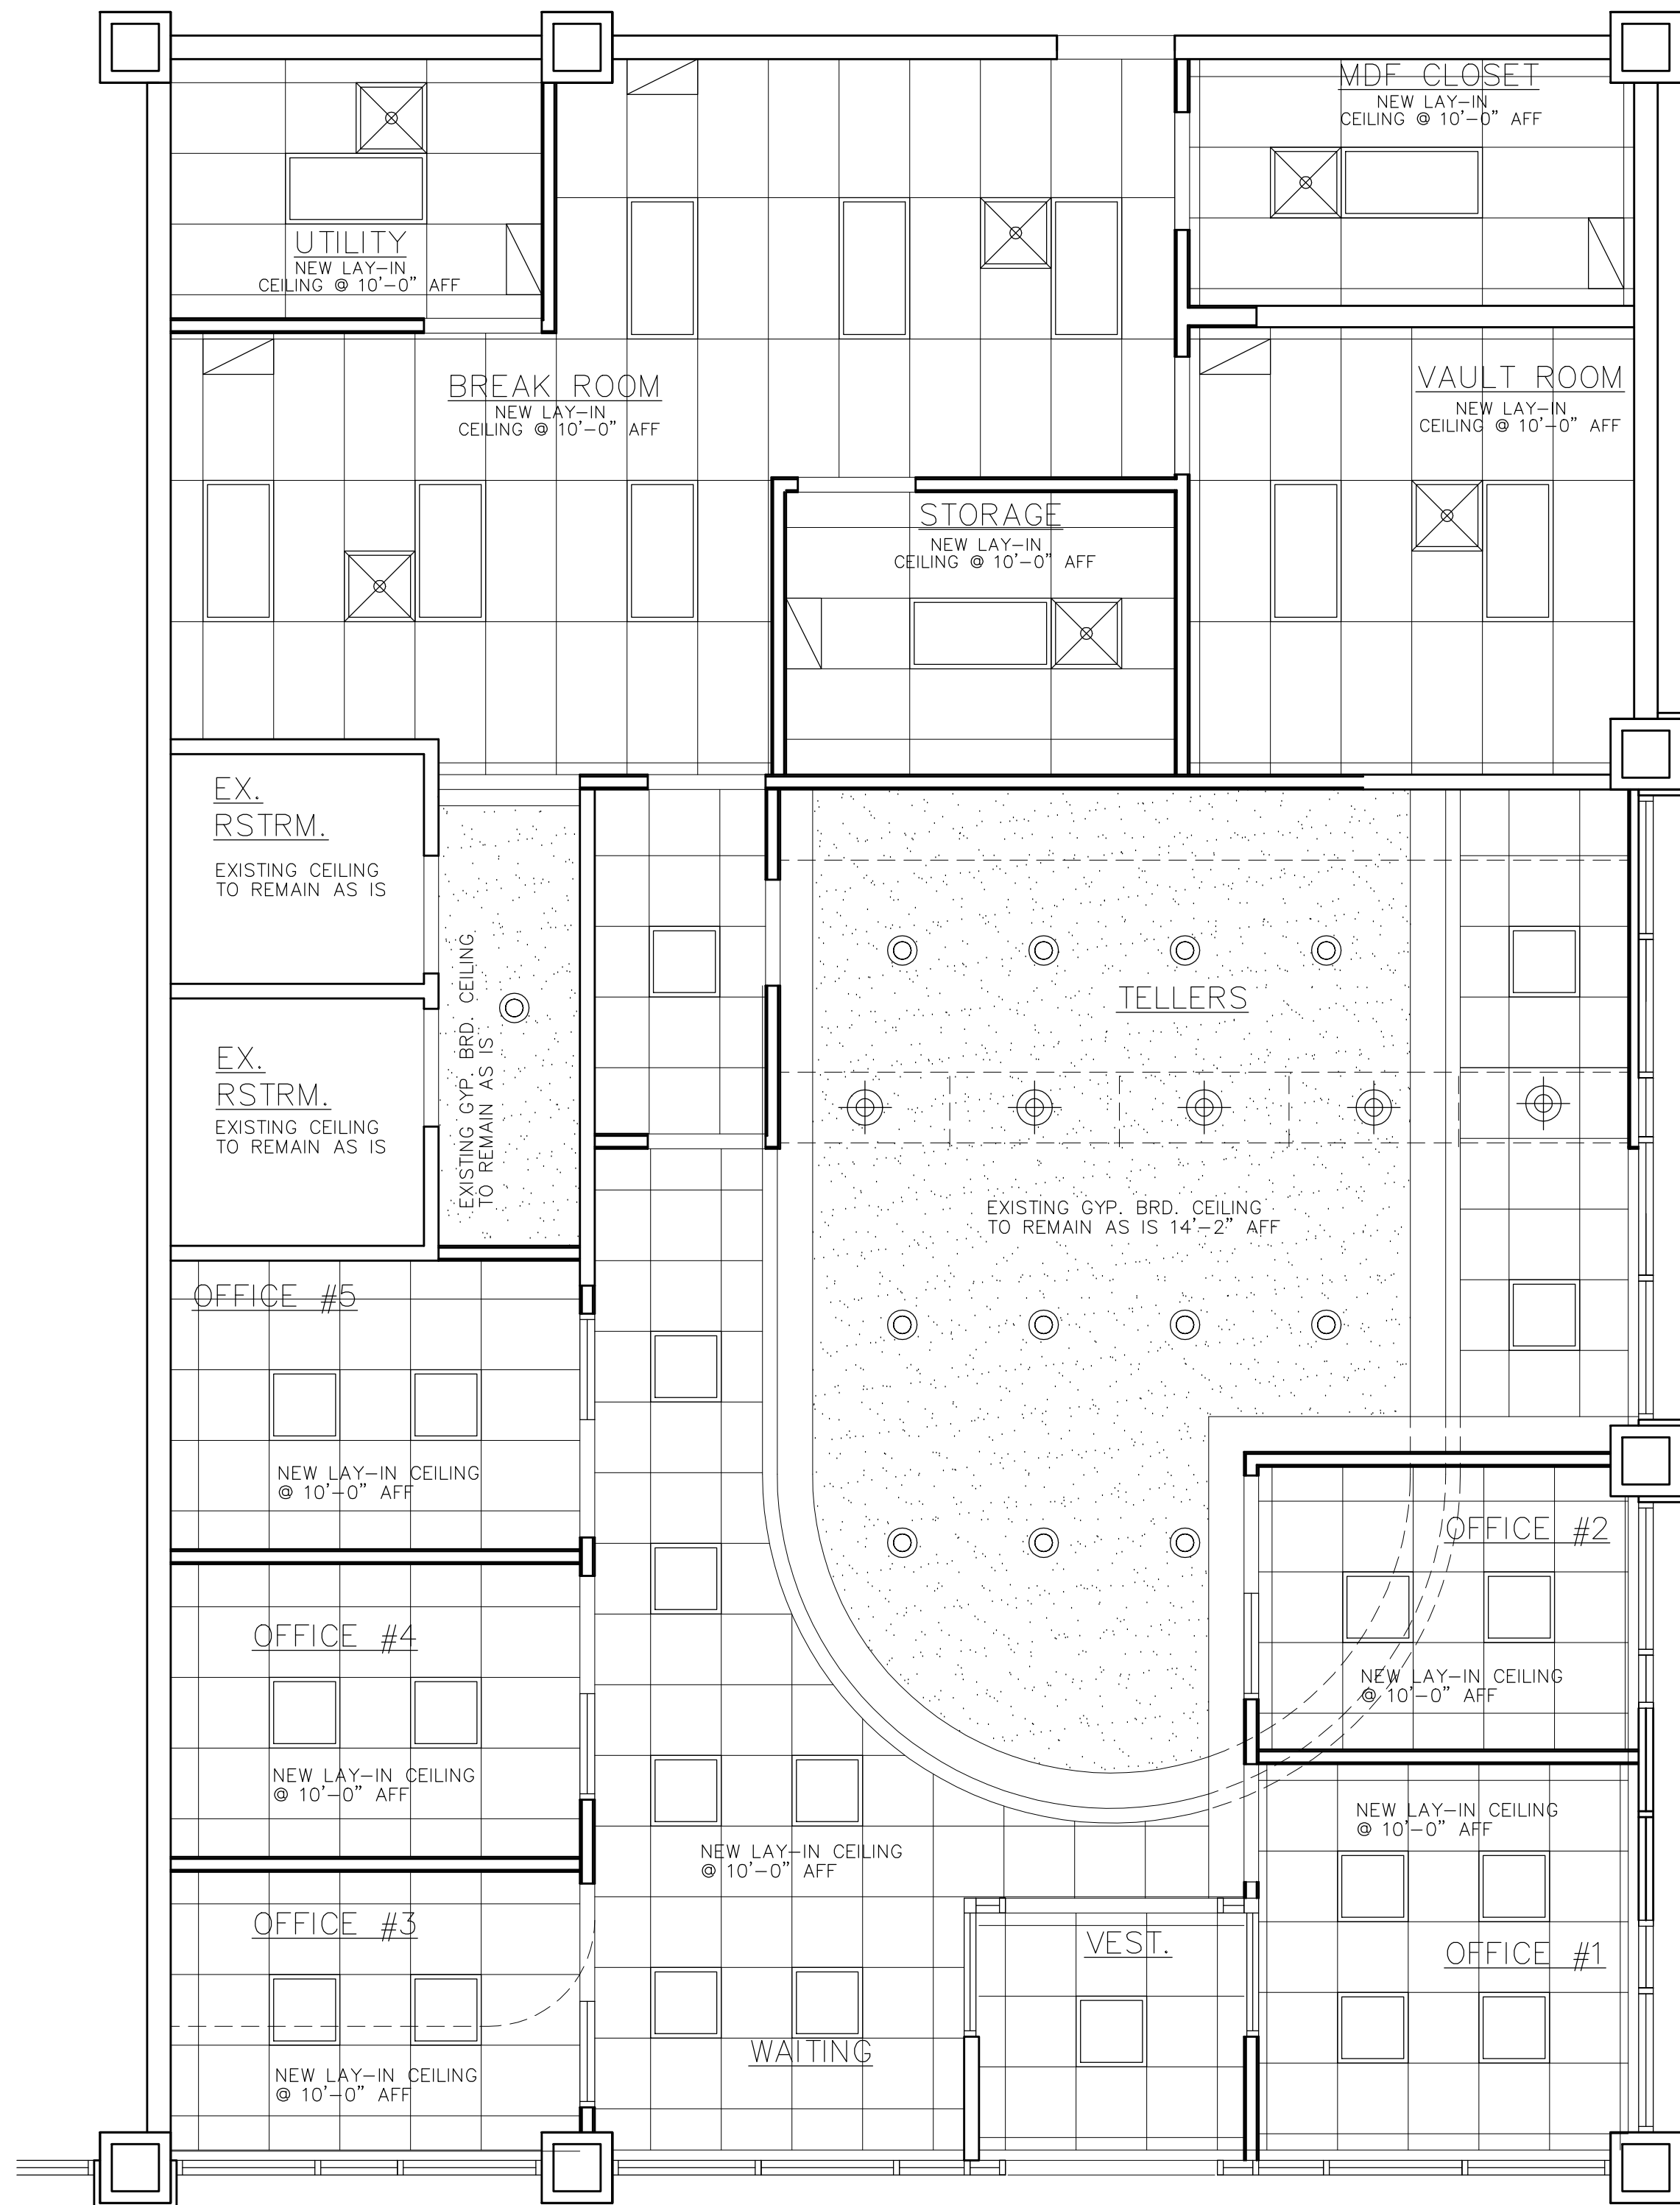 MDF CLOSET
NEW LAY-IN
CEILING @ 10'-0" AFF
UTILITY
NEW LAY-IN
CEILING @ 10'-0" AFF
BREAK ROOM
NEW LAY-IN
CEILING @ 10'-0" AFF
VAULT ROOM
NEW LAY-IN
CEILING @ 10'-0" AFF
STORAGE
NEW LAY-IN
CEILING @ 10'-0" AFF
EX.
RSTRM.
EXISTING CEILING
TO REMAIN AS IS
EXISTING GYP. BRD. CEILING
TO REMAIN AS IS
TELLERS
EX.
RSTRM.
EXISTING CEILING
TO REMAIN AS IS
EXISTING GYP. BRD. CEILING
TO REMAIN AS IS 14'-2" AFF
OFFICE #5
NEW LAY-IN CEILING
@ 10'-0" AFF
OFFICE #2
NEW LAY-IN CEILING
@ 10'-0" AFF
OFFICE #4
NEW LAY-IN CEILING
@ 10'-0" AFF
NEW LAY-IN CEILING
@ 10'-0" AFF
NEW LAY-IN CEILING
@ 10'-0" AFF
OFFICE #3
NEW LAY-IN CEILING
@ 10'-0" AFF
VEST.
OFFICE #1
WAITING